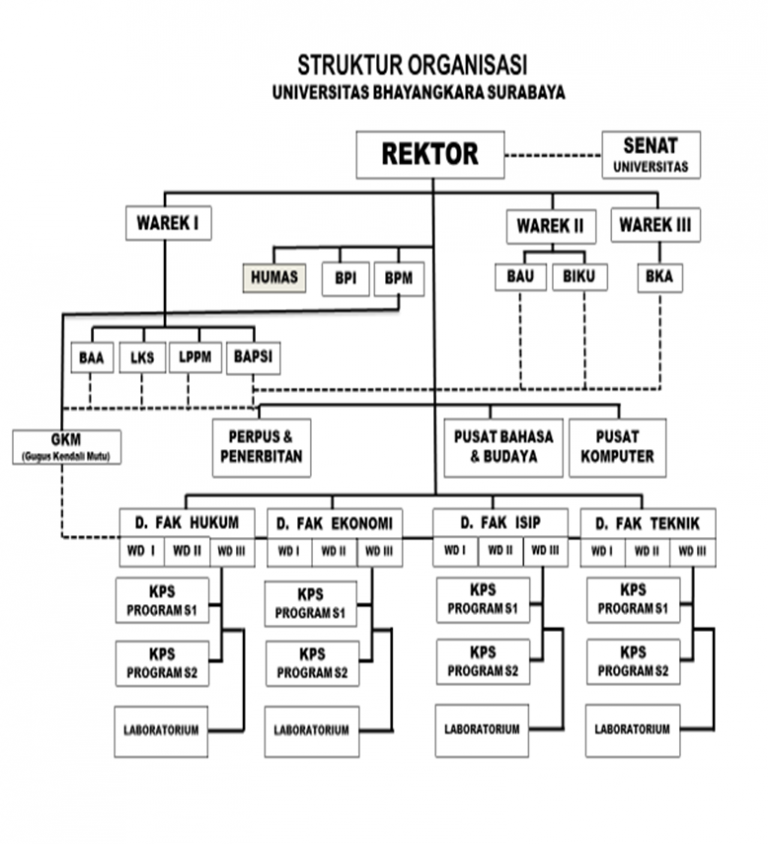 STRUKTUR ORGANISASI
UNIVERSITAS BHAYANGKARA SURABAYA
REKTOR
SENAT
UNIVERSITAS
WAREK I
WAREK II
WAREK III
HUMAS
BPI
BPM
BAU
BIKU
BKA
BAA
LKS
LPPM
BAPSI
GKM
(Gugus Kendali Mutu)
PERPUS &
PENERBITAN
PUSAT BAHASA
& BUDAYA
PUSAT
KOMPUTER
D. FAK HUKUM
D. FAK EKONOMI
D. FAK ISIP
D. FAK TEKNIK
WD I
WD II
WD III
WD I
WD II
WD III
WD I
WD II
WD III
WD I
WD II
WD III
KPS
PROGRAM S1
KPS
PROGRAM S1
KPS
PROGRAM S1
KPS
PROGRAM S1
KPS
PROGRAM S2
KPS
PROGRAM S2
KPS
PROGRAM S2
KPS
PROGRAM S2
LABORATORIUM
LABORATORIUM
LABORATORIUM
LABORATORIUM